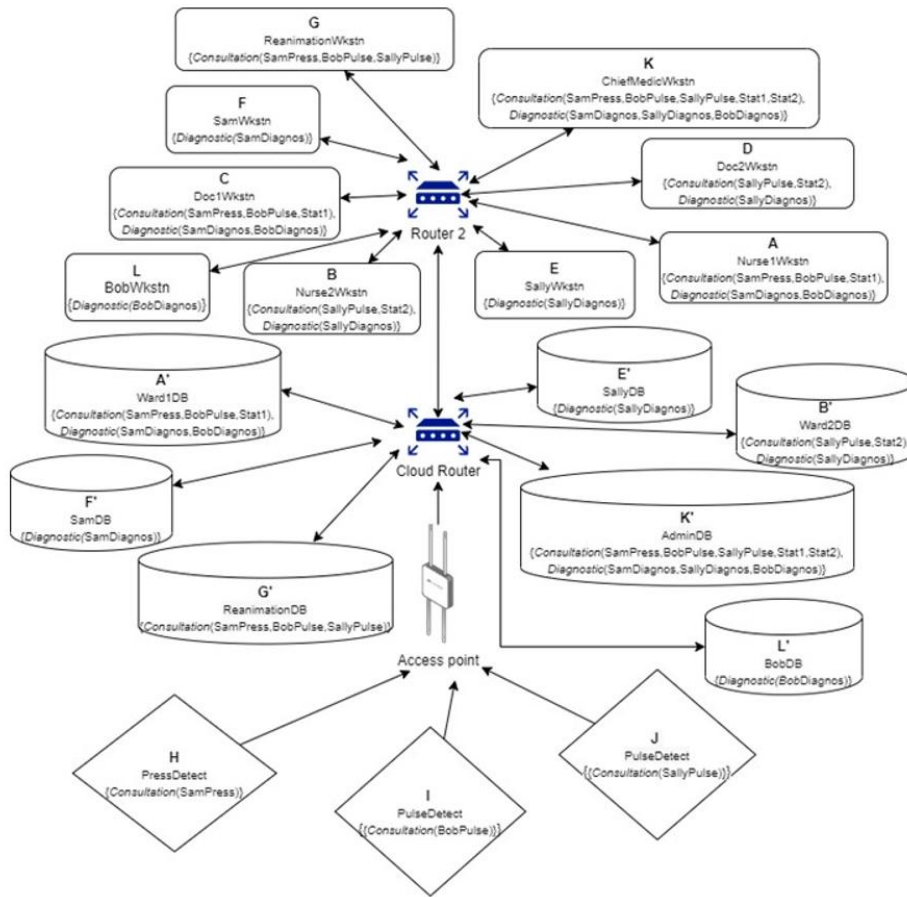 G
ReanimationWkstn
{Consultation(SamPress,BobPulse,SallyPulse)}
K
ChiefMedicWkstn
{Consultation(SamPress,BobPulse,SallyPulse,Stat1,Stat2),
Diagnostic(SamDiagnos,SallyDiagnos,BobDiagnos)}
F
SamWkstn
{Diagnostic(SamDiagnos)}
D
Doc2Wkstn
{Consultation(SallyPulse,Stat2),
Diagnostic(SallyDiagnos)}
C
Doc1Wkstn
{Consultation(SamPress,BobPulse,Stat1),
Diagnostic(SamDiagnos,BobDiagnos)}
Router 2
A
Nurse1Wkstn
{Consultation(SamPress,BobPulse,Stat1),
Diagnostic(SamDiagnos,BobDiagnos)}
L
BobWkstn
{Diagnostic(BobDiagnos)}
B
Nurse2Wkstn
{Consultation(SallyPulse,Stat2),
Diagnostic(SallyDiagnos)}
E
SallyWkstn
{Diagnostic(SallyDiagnos)}
A'
Ward1DB
{Consultation(SamPress,BobPulse,Stat1),
Diagnostic(SamDiagnos,BobDiagnos)}
E'
SallyDB
{Diagnostic(SallyDiagnos)}
B'
Ward2DB
{Consultation(SallyPulse,Stat2),
Diagnostic(SallyDiagnos)}
Cloud Router
F'
SamDB
{Diagnostic(SamDiagnos)}
K'
AdminDB
{Consultation(SamPress,BobPulse,SallyPulse,Stat1,Stat2),
Diagnostic(SamDiagnos,SallyDiagnos,BobDiagnos)}
G'
ReanimationDB
{Consultation(SamPress,BobPulse,SallyPulse)}
L'
BobDB
{Diagnostic(BobDiagnos)}
Access point
H
PressDetect
{Consultation(SamPress)}
I
PulseDetect
{{Consultation(BobPulse)}}
J
PulseDetect
{{Consultation(SallyPulse)}}